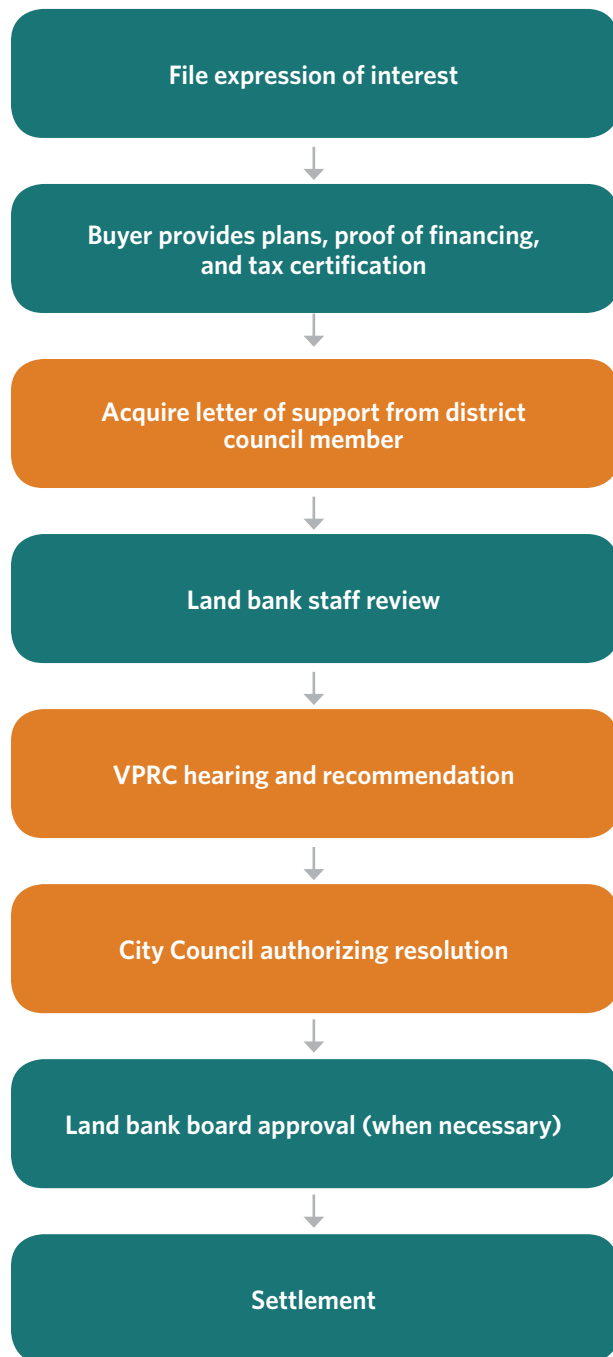 File expression of interest
Buyer provides plans, proof of financing,
and tax certification
Acquire letter of support from district
council member
Land bank staff review
VPRC hearing and recommendation
City Council authorizing resolution
Land bank board approval (when necessary)
Settlement